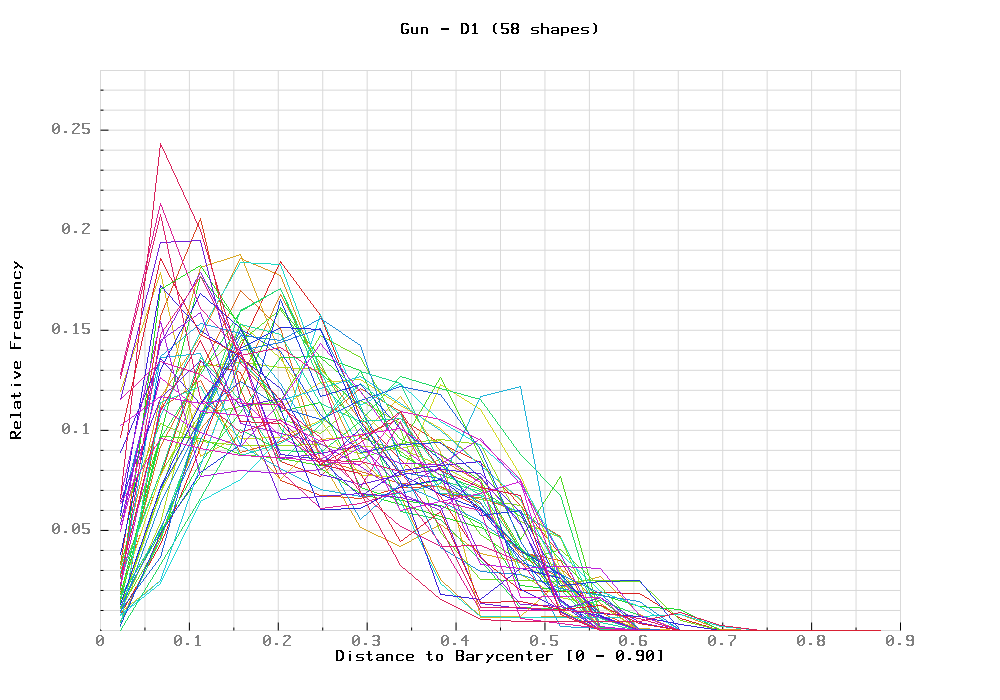 Gun - D1 (58 shapes)
0.25
0.2
0.15
0.1
0.05
Relative Frequency
0 0.1 0.2 0.3 0.4 0.5 0.6 0.7 0.8 0.9
Distance to Barycenter [0 - 0.90]